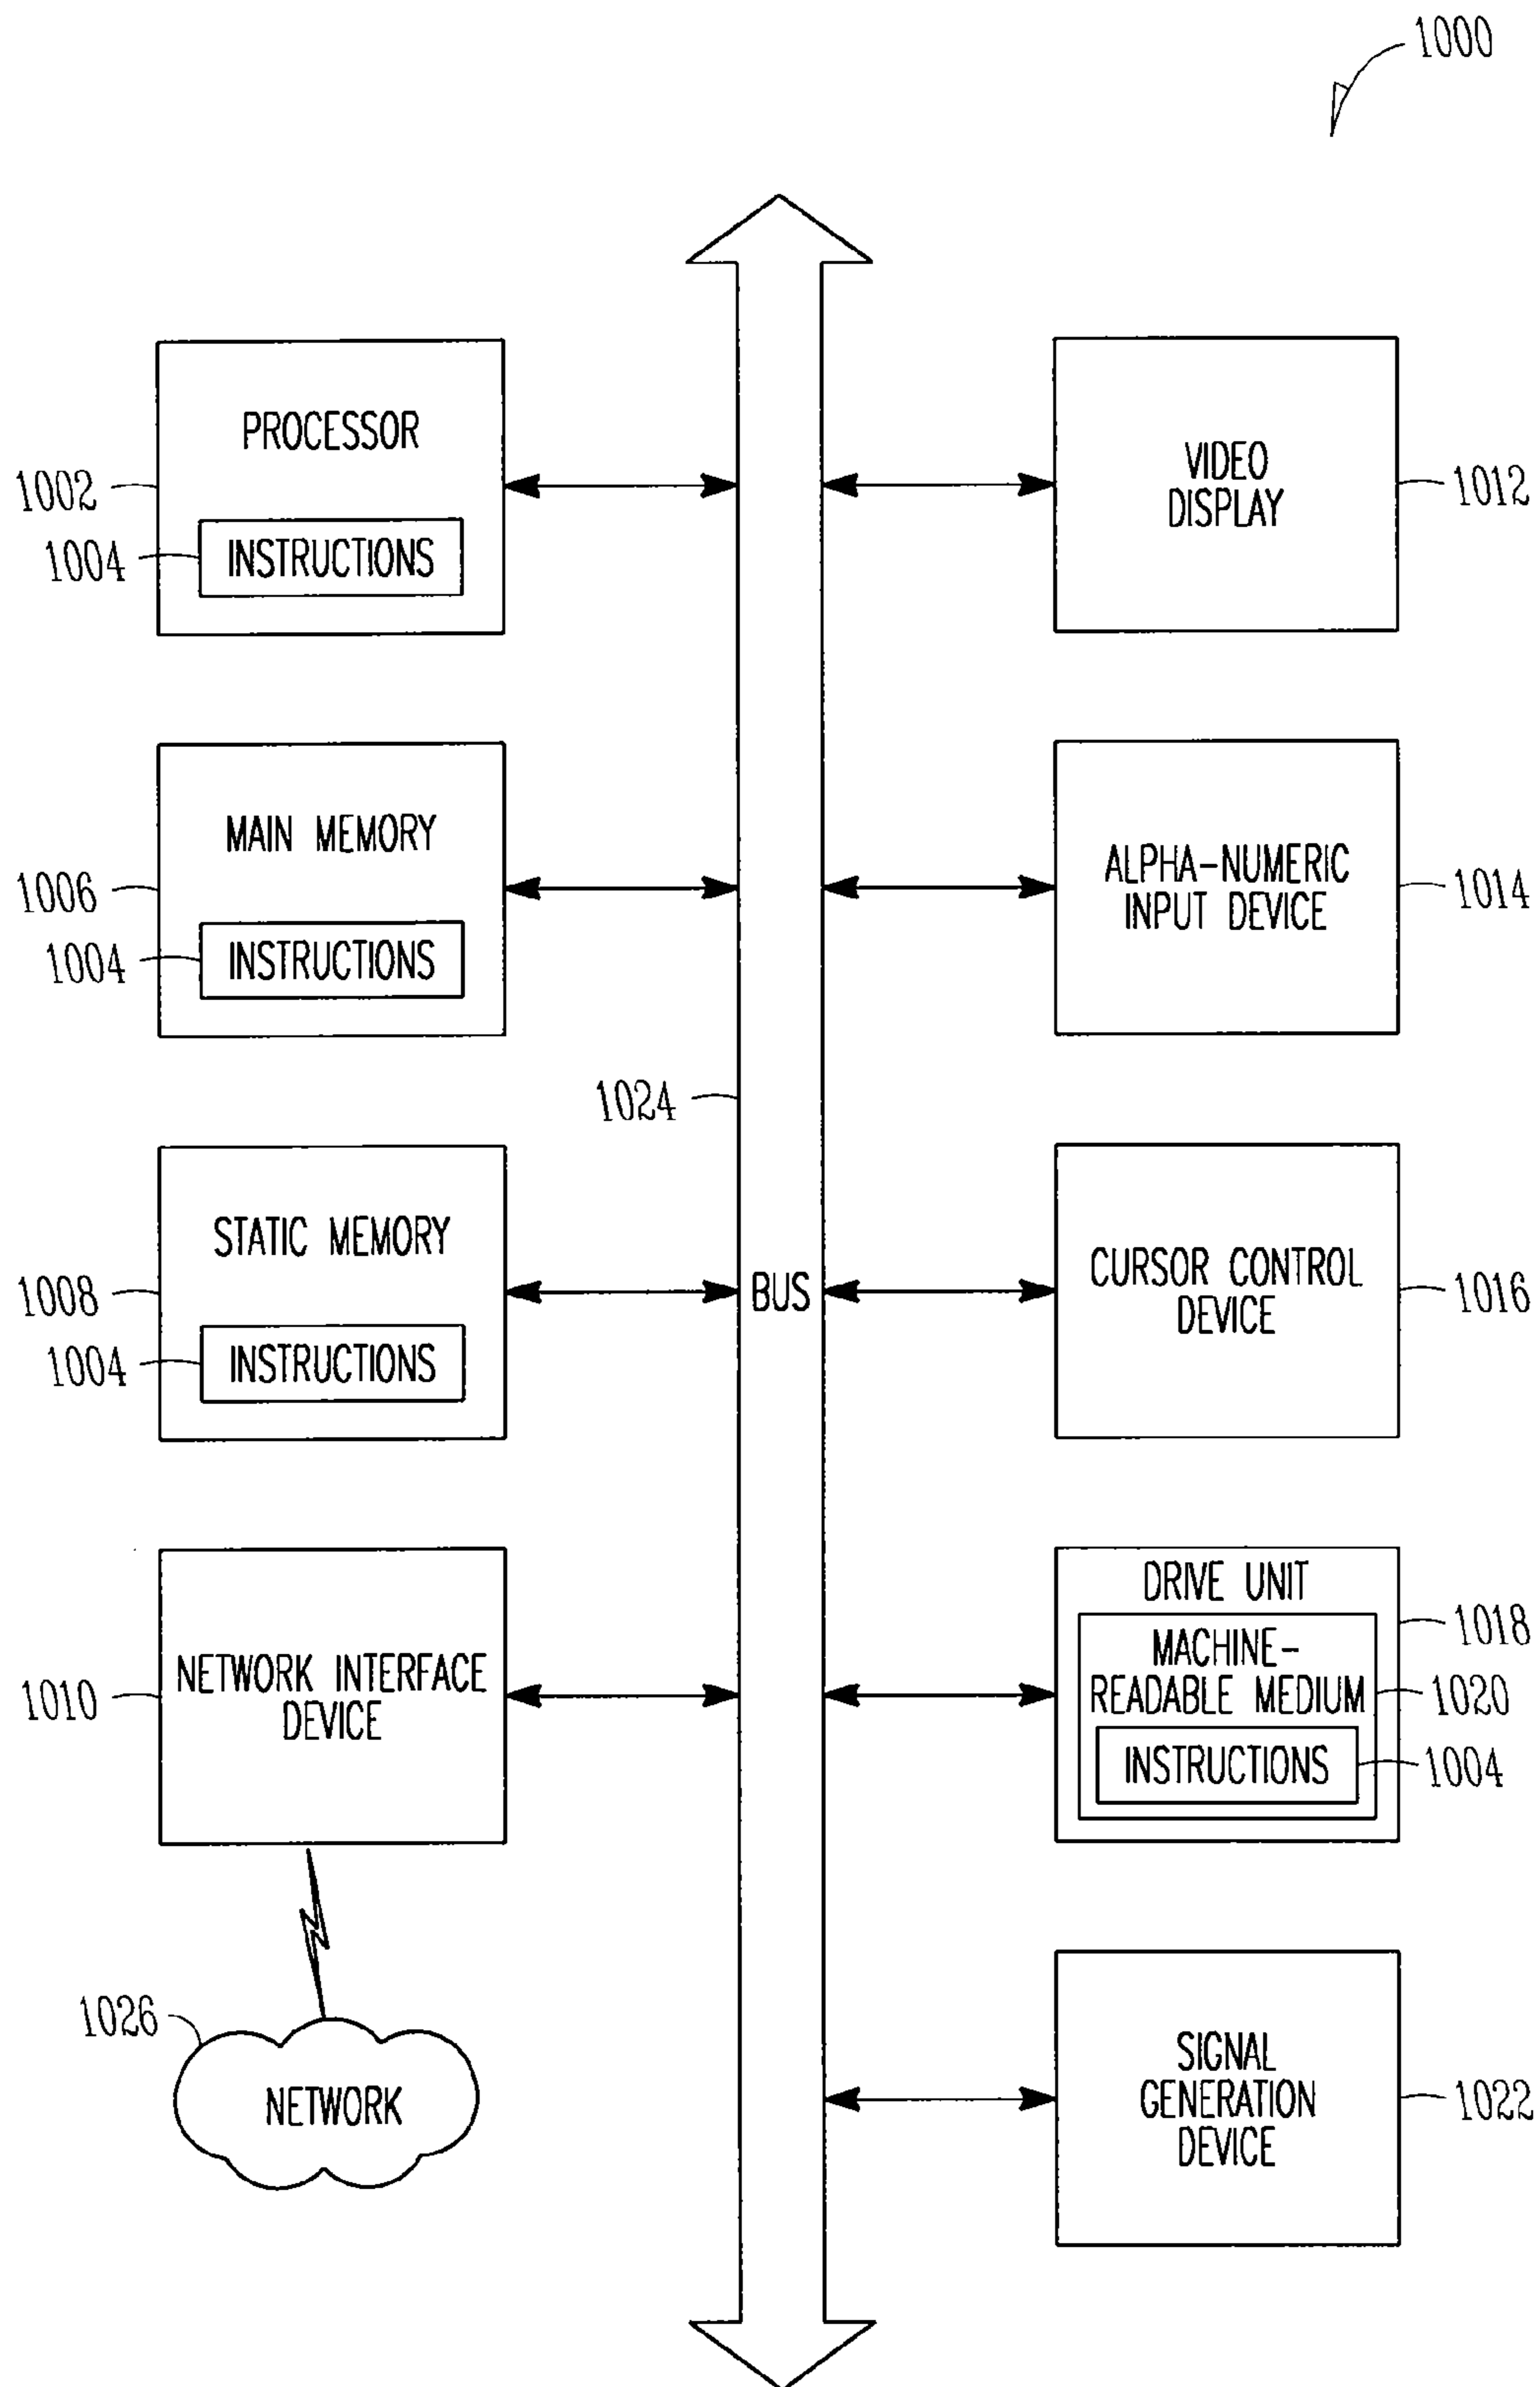 1000
PROCESSOR
1002
INSTRUCTIONS
1004
MAIN MEMORY
1006
INSTRUCTIONS
1004
STATIC MEMORY
1008
INSTRUCTIONS
1004
NETWORK INTERFACE
DEVICE
1010
1026
NETWORK
1024
BUS
VIDEO
DISPLAY
1012
ALPHA-NUMERIC
INPUT DEVICE
1014
CURSOR CONTROL
DEVICE
1016
DRIVE UNIT
1018
MACHINE-
READABLE MEDIUM
1020
INSTRUCTIONS
1004
SIGNAL
GENERATION
DEVICE
1022